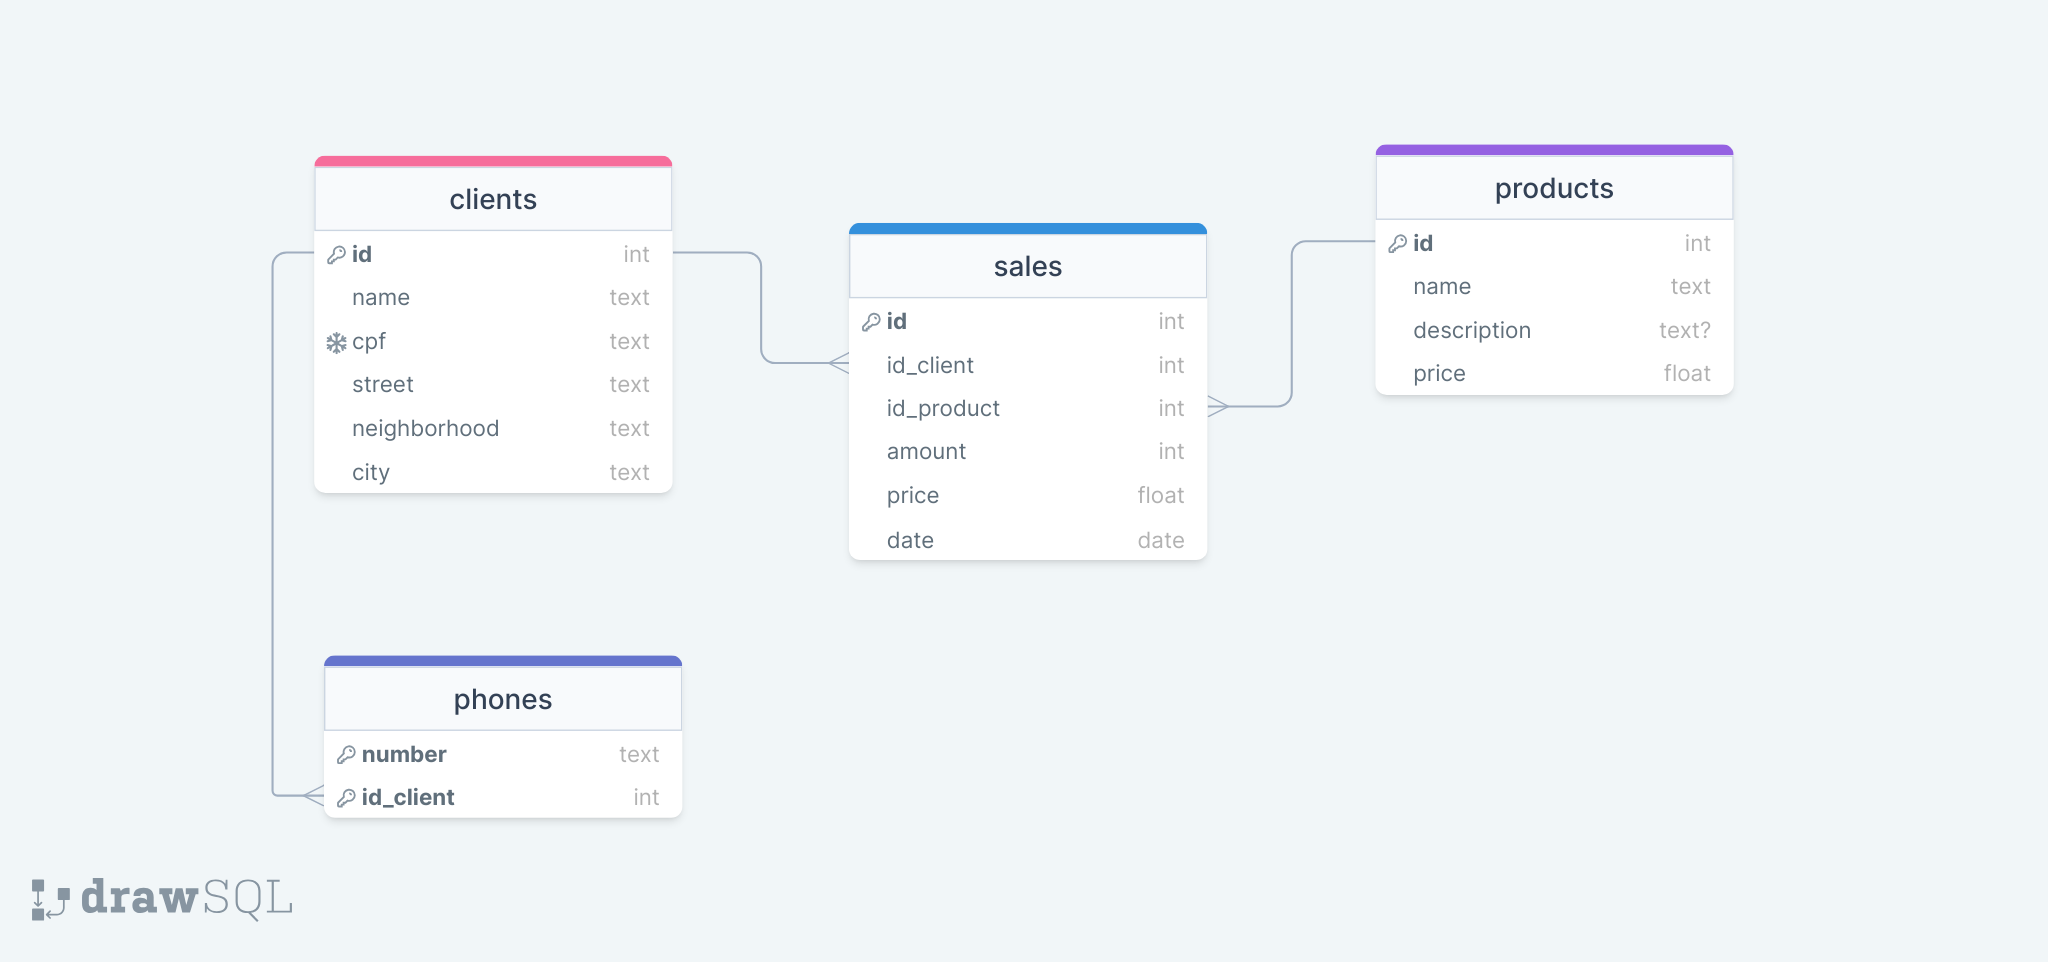 clients
id int
name text
cpf text
street text
neighborhood text
city text
sales
id int
id_client int
id_product int
amount int
price float
date date
products
id int
name text
description text?
price float
phones
number text
id_client int
drawSQL